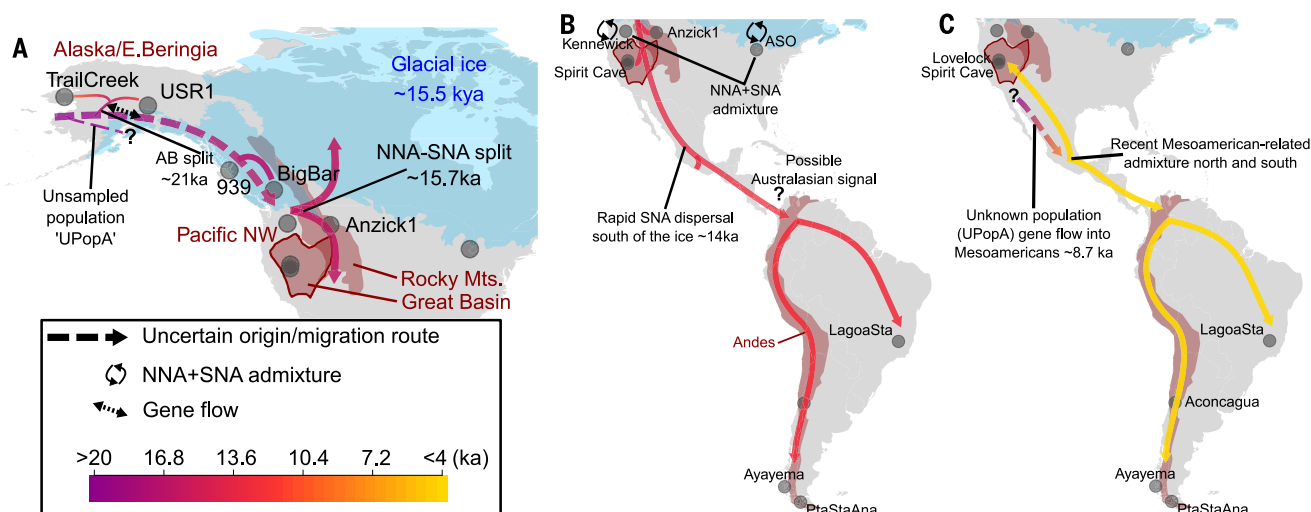 A
Alaska/E.Beringia
TrailCreek
USR1
Glacial ice
~15.5 kya
?
AB split
~21ka
Unsampled
population
'UPopA'
939
BigBar
NNA-SNA split
~15.7ka
Pacific NW
Anzick1
Rocky Mts.
Great Basin
Uncertain origin/migration route
NNA+SNA admixture
Gene flow
>20 16.8 13.6 10.4 7.2 <4 (ka)
B
Kennewick
Anzick1
ASO
Spirit Cave
NNA+SNA
admixture
Possible
Australasian signal
?
Rapid SNA dispersal
south of the ice ~14ka
Andes
LagoaSta
Ayayema
PtaStaAna
C
Lovelock
Spirit Cave
?
Recent Mesoamerican-related
admixture north and south
Unknown population
(UPopA) gene flow into
Mesoamericans ~8.7 ka
LagoaSta
Aconcagua
Ayayema
PtaStaAna